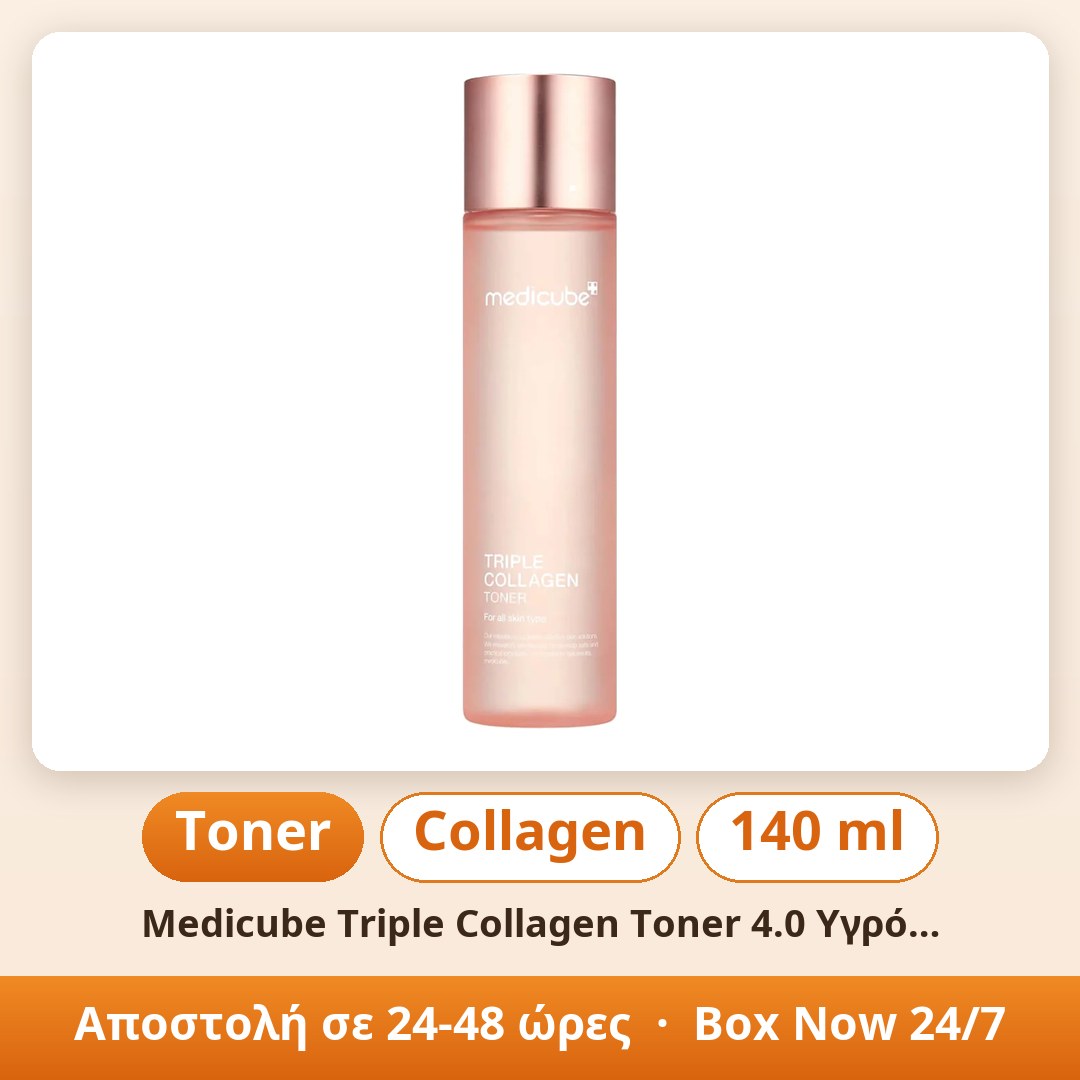 medicube
TRIPLE
COLLAGEN
TONER
For all skin types
Toner
Collagen
140 ml
Medicube Triple Collagen Toner 4.0 Υγρό...
Αποστολή σε 24-48 ώρες · Box Now 24/7